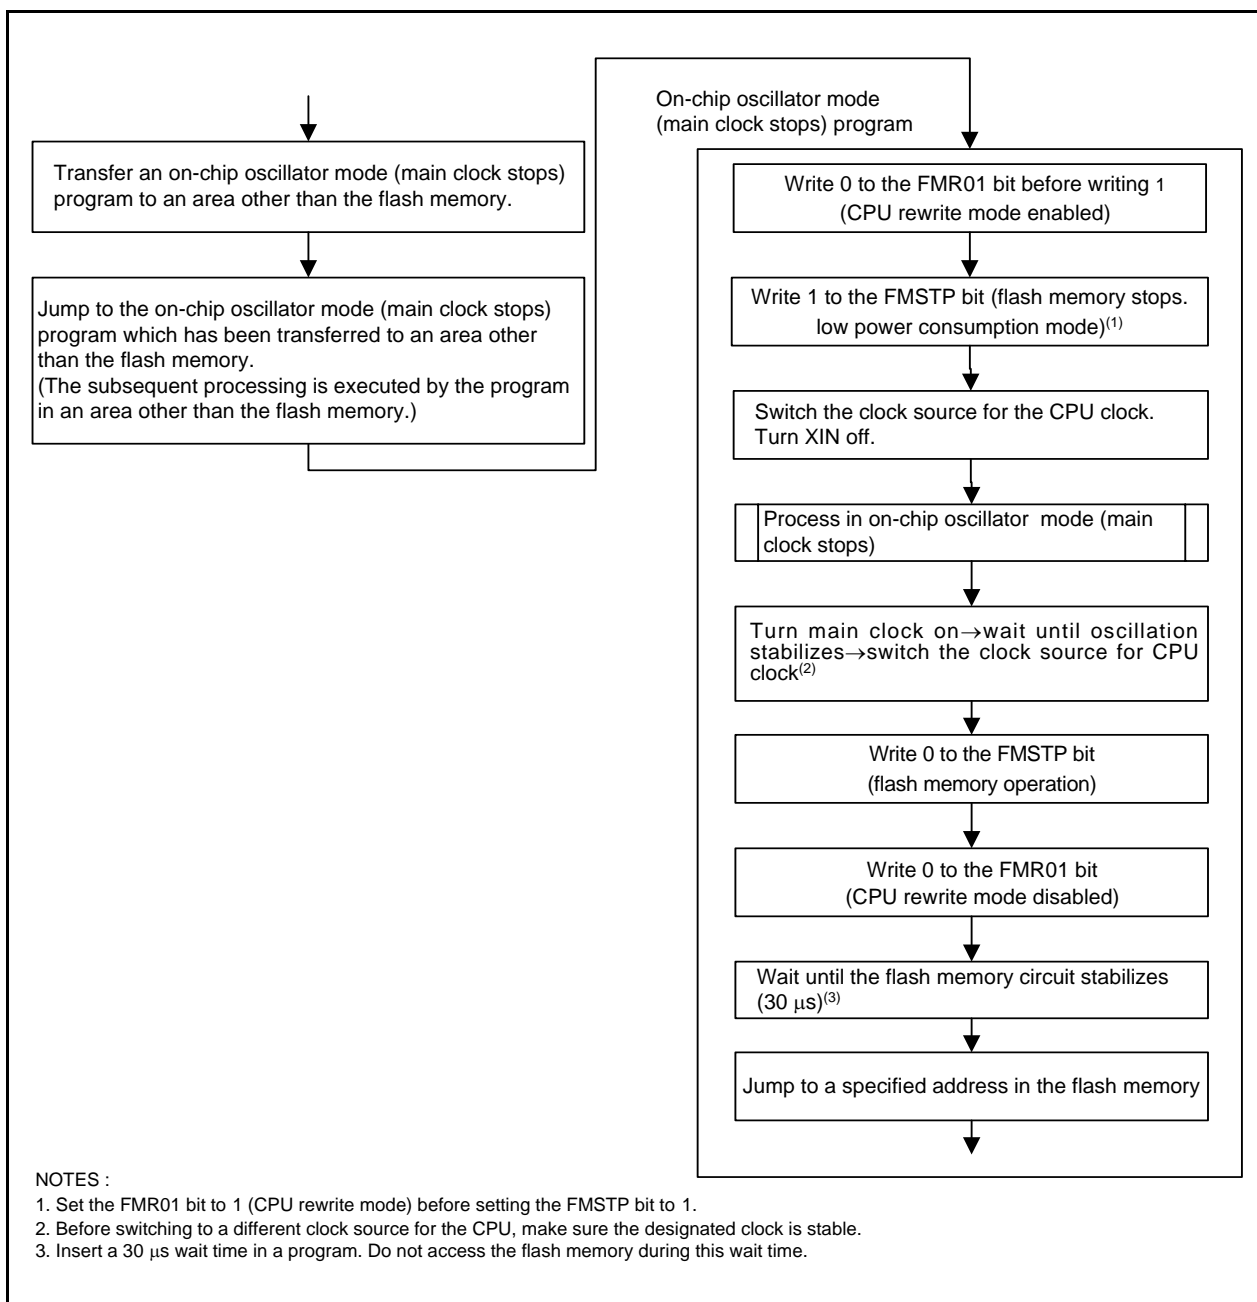 Transfer an on-chip oscillator mode (main clock stops)
program to an area other than the flash memory.
Jump to the on-chip oscillator mode (main clock stops)
program which has been transferred to an area other
than the flash memory.
(The subsequent processing is executed by the program
in an area other than the flash memory.)
On-chip oscillator mode
(main clock stops) program
Write 0 to the FMR01 bit before writing 1
(CPU rewrite mode enabled)
Write 1 to the FMSTP bit (flash memory stops.
low power consumption mode)(1)
Switch the clock source for the CPU clock.
Turn XIN off.
Process in on-chip oscillator mode (main
clock stops)
Turn main clock on→wait until oscillation
stabilizes→switch the clock source for CPU
clock(2)
Write 0 to the FMSTP bit
(flash memory operation)
Write 0 to the FMR01 bit
(CPU rewrite mode disabled)
Wait until the flash memory circuit stabilizes
(30 μs)(3)
Jump to a specified address in the flash memory
NOTES :
1. Set the FMR01 bit to 1 (CPU rewrite mode) before setting the FMSTP bit to 1.
2. Before switching to a different clock source for the CPU, make sure the designated clock is stable.
3. Insert a 30 μs wait time in a program. Do not access the flash memory during this wait time.